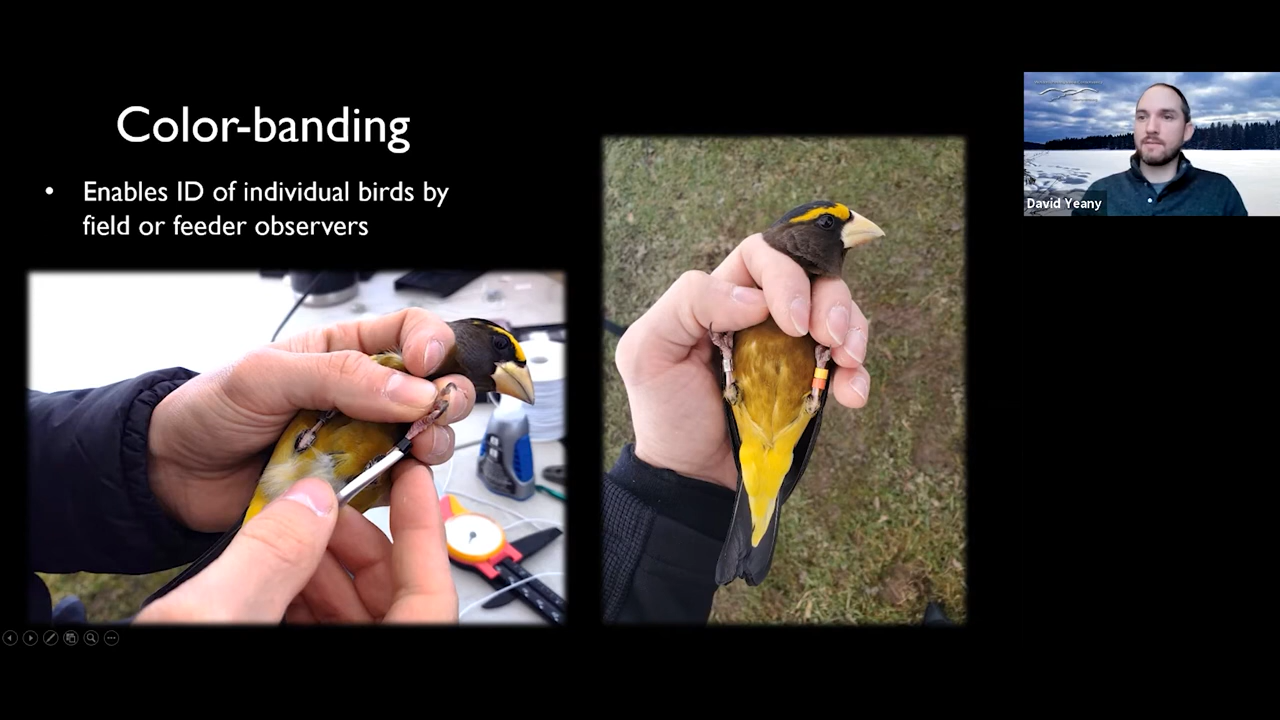 Color-banding
• Enables ID of individual birds by
field or feeder observers
David Yeany